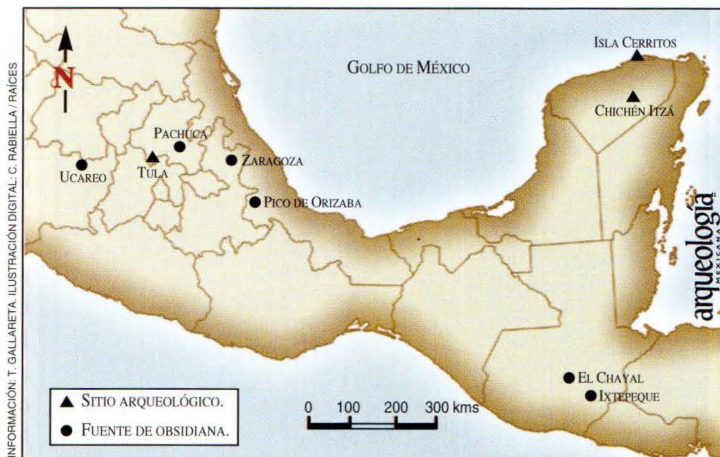 INFORMACIÓN: T. GALLARETA. ILUSTRACIÓN DIGITAL: C. RABIELLA / RAÍCES
N
GOLFO DE MÉXICO
ISLA CERRITOS
CHICHÉN ITZÁ
PACHUCA
ZARAGOZA
UCAREO
TULA
PICO DE ORIZABA
arqueología
MEXICANA
EL CHAYAL
IXTEPEQUE
SITIO ARQUEOLÓGICO.
FUENTE DE OBSIDIANA.
0 100 200 300 kms